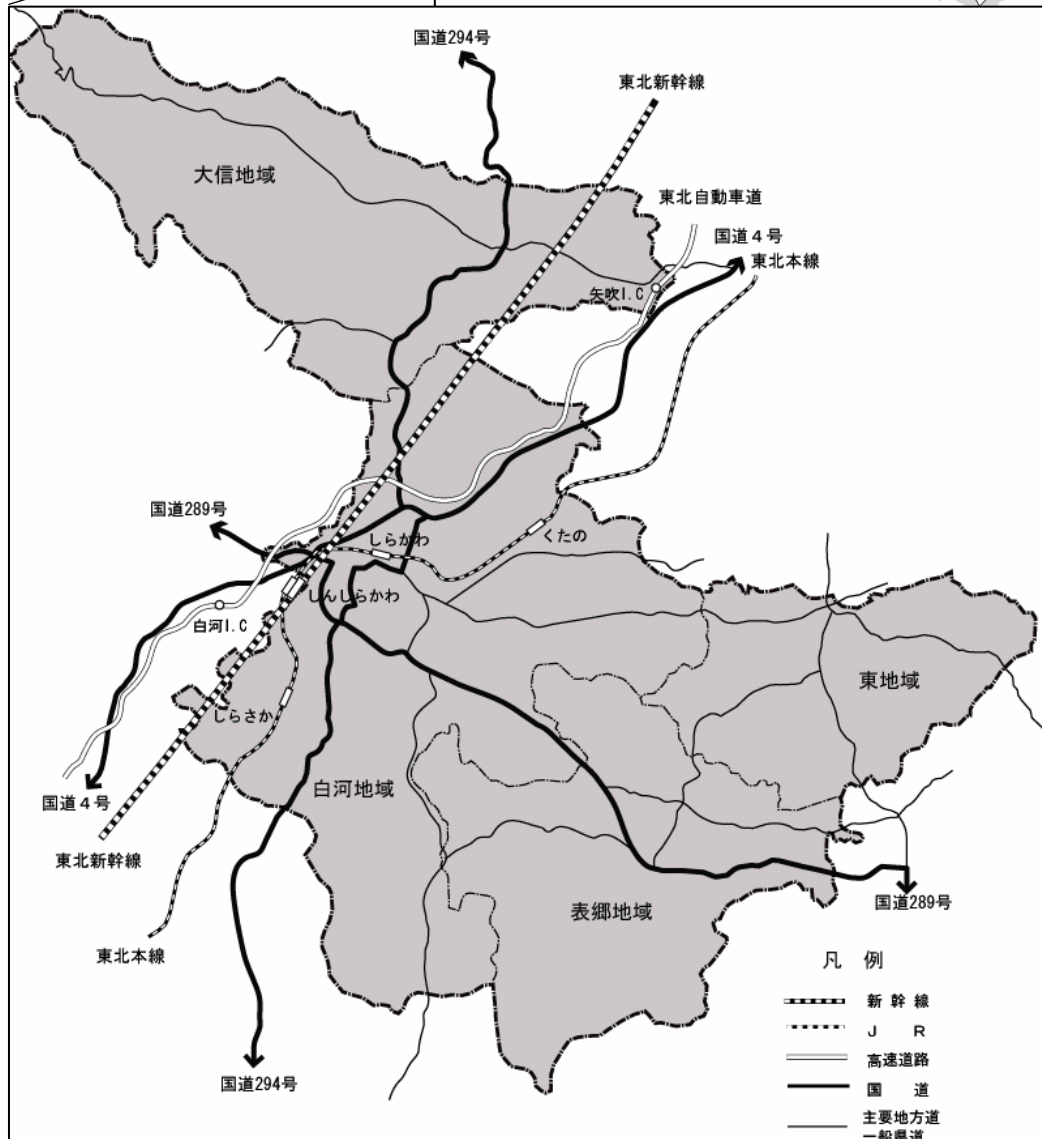 国道294号
東北新幹線
大信地域
東北自動車道
国道4号
東北本線
矢吹I.C
国道289号
しらかわ
くたの
しんしらかわ
白河I.C
東地域
しらさか
白河地域
国道4号
東北新幹線
表郷地域
国道289号
東北本線
国道294号
凡 例
新 幹 線
J R
高速道路
国 道
主要地方道
一般県道